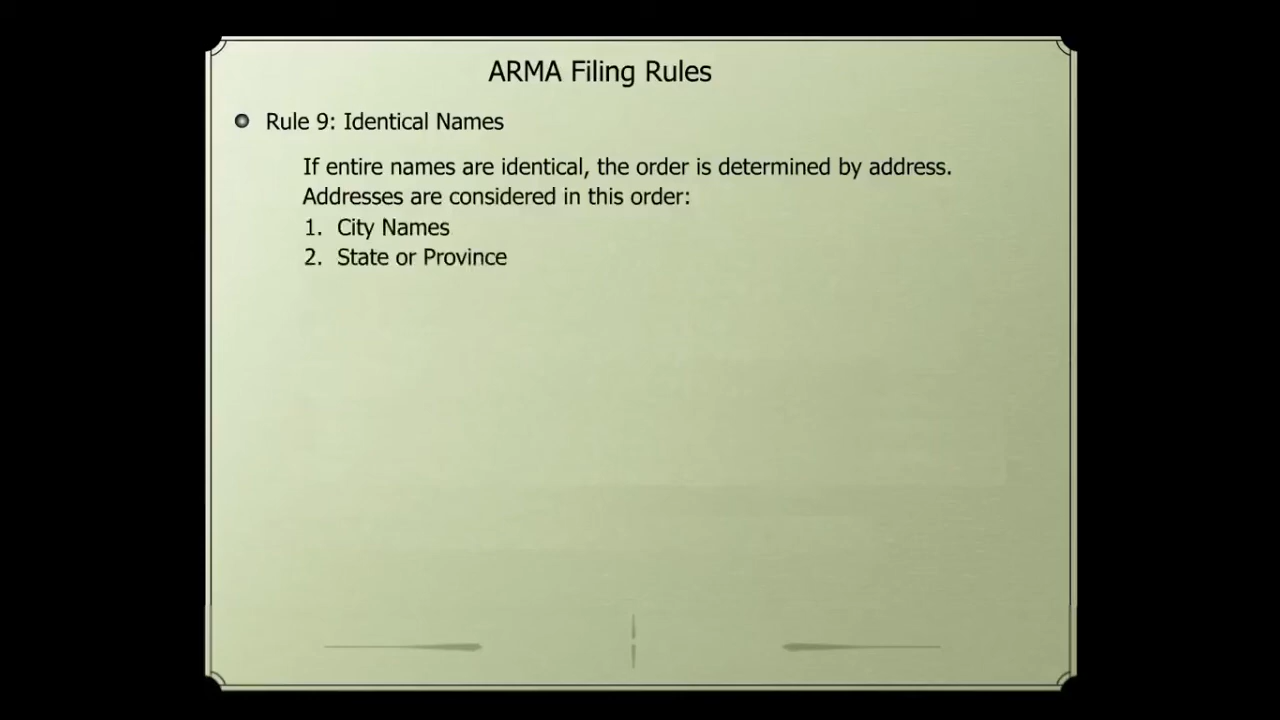 ARMA Filing Rules
Rule 9: Identical Names
If entire names are identical, the order is determined by address.
Addresses are considered in this order:
1. City Names
2. State or Province